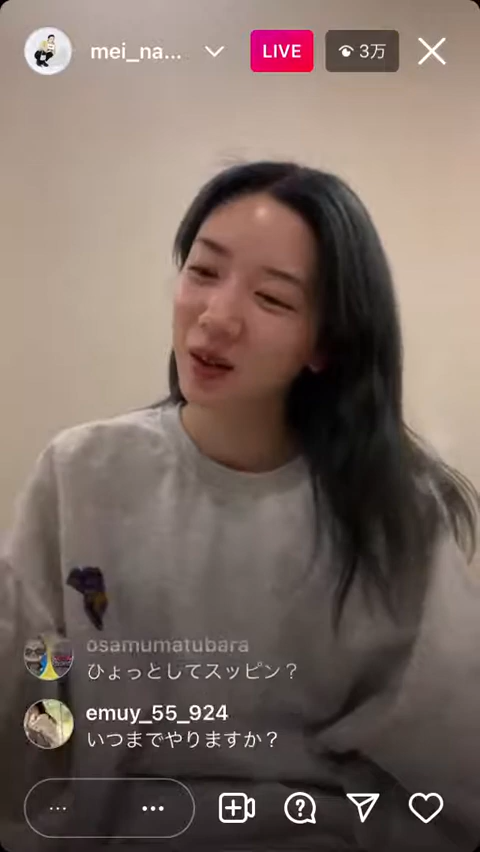 mei_na...
LIVE
3万
osamumatubara
ひょっとしてスッピン？
emuy_55_924
いつまでやりますか？